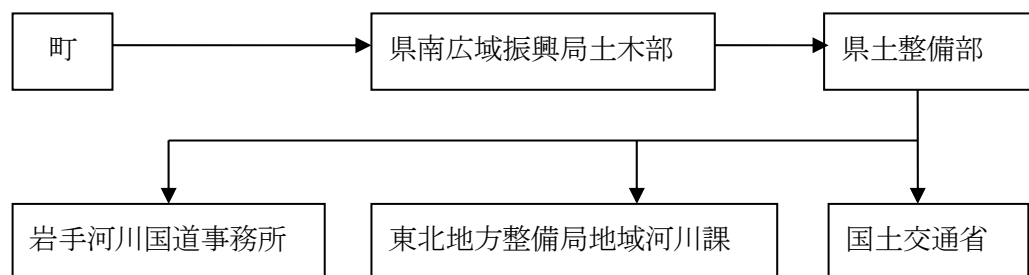 町
県南広域振興局土木部
県土整備部
岩手河川国道事務所
東北地方整備局地域河川課
国土交通省